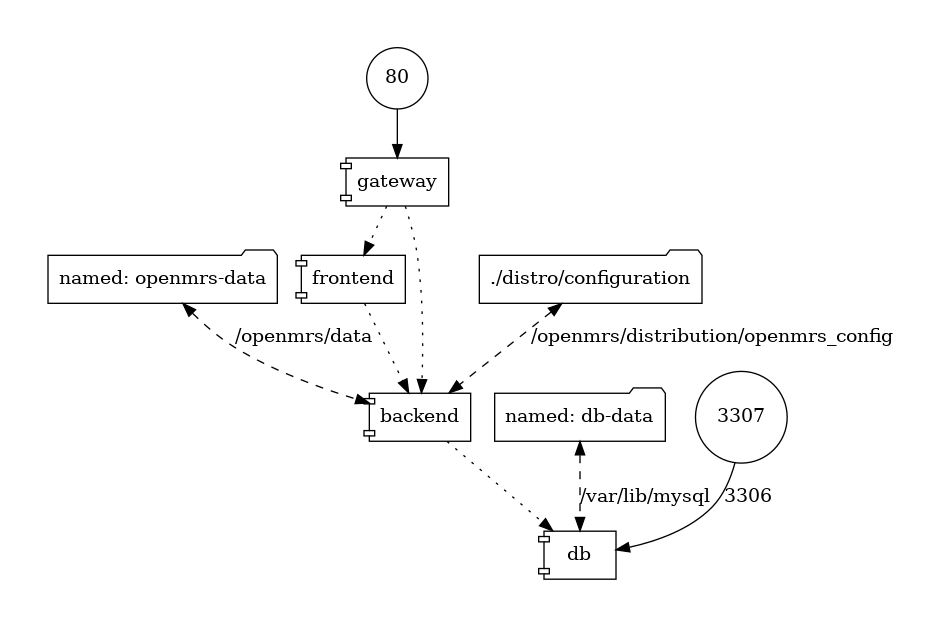 80
gateway
named: openmrs-data
frontend
./distro/configuration
/openmrs/data
/openmrs/distribution/openmrs_config
backend
named: db-data
3307
/var/lib/mysql
3306
db